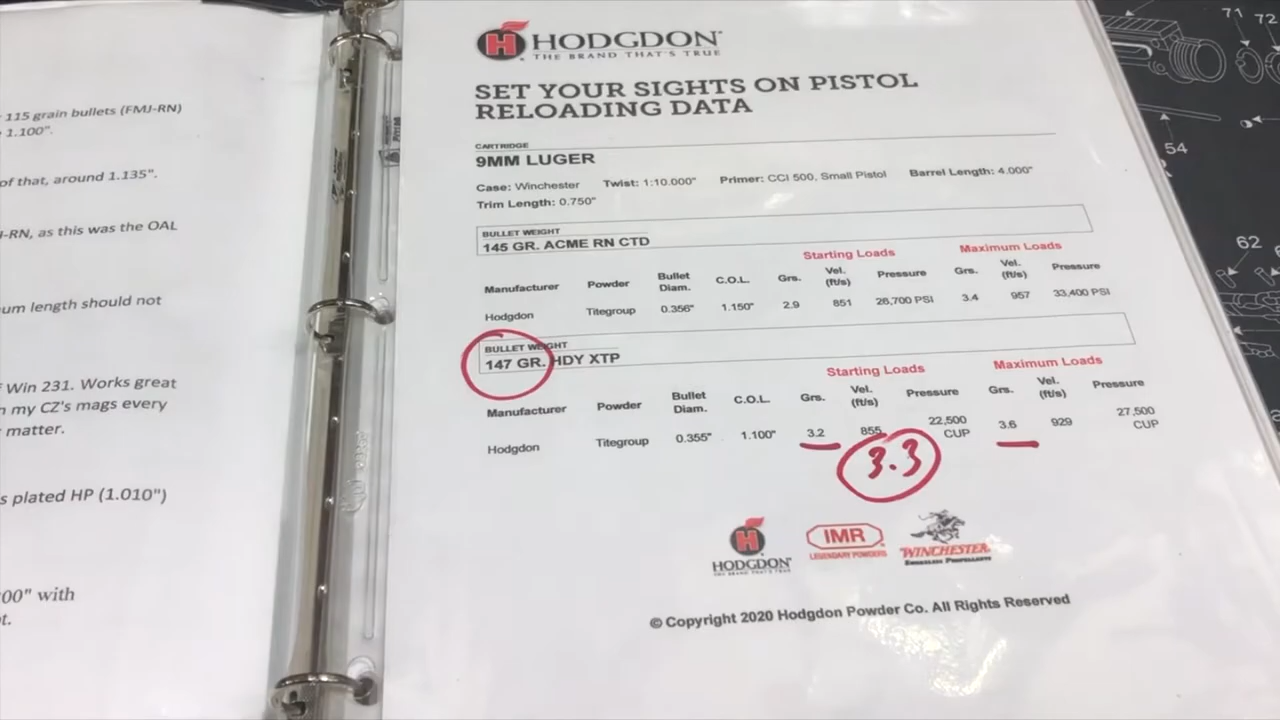 115 grain bullets (FMJ-RN)
1.100".
of that, around 1.135".
J-RN, as this was the OAL
um length should not
Win 231. Works great
my CZ's mags every
matter.
s plated HP (1.010")
00" with
t.
HODGDON
THE BRAND THAT'S TRUE
SET YOUR SIGHTS ON PISTOL
RELOADING DATA
CARTRIDGE
9MM LUGER
Case: Winchester Twist: 1:10.000" Primer: CCI 500, Small Pistol Barrel Length: 4.000"
Trim Length: 0.750"
BULLET WEIGHT
145 GR. ACME RN CTD
Starting Loads Maximum Loads
Manufacturer Powder Bullet Diam. C.O.L. Grs. Vel. (ft/s) Pressure Grs. Vel. (ft/s) Pressure
Hodgdon Titegroup 0.356" 1.150" 2.9 851 28,700 PSI 3.4 957 33,400 PSI
BULLET WEIGHT
147 GR. HDY XTP
Starting Loads Maximum Loads
Manufacturer Powder Bullet Diam. C.O.L. Grs. Vel. (ft/s) Pressure Grs. Vel. (ft/s) Pressure
Hodgdon Titegroup 0.355" 1.100" 3.2 855 22,500 CUP 3.6 929 27,500 CUP
3.3
HODGDON
THE BRAND THAT'S TRUE
IMR
LEGENDARY POWDERS
WINCHESTER
SMOKELESS PROPELLANTS
© Copyright 2020 Hodgdon Powder Co. All Rights Reserved
71 72
54
62